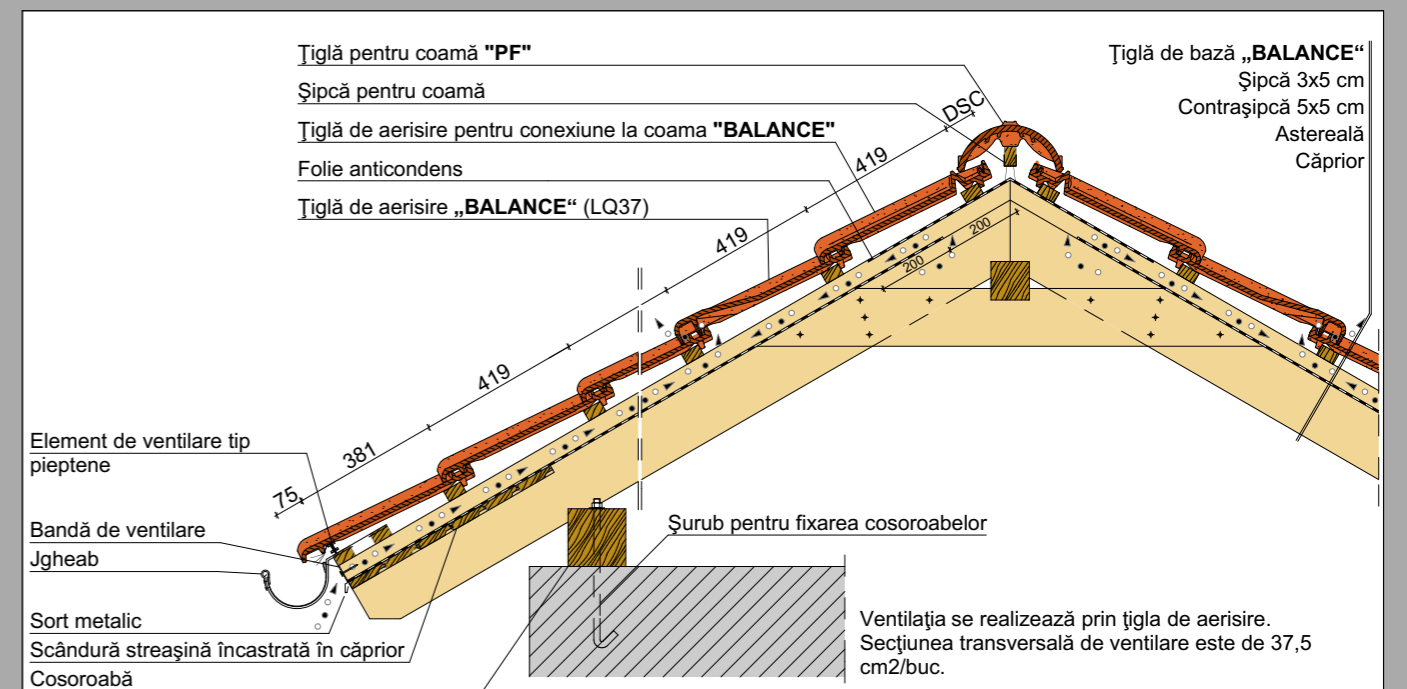 Ţiglă pentru coamă "PF"
Şipcă pentru coamă
Ţiglă de aerisire pentru conexiune la coama "BALANCE"
Folie anticondens
Ţiglă de aerisire „BALANCE“ (LQ37)
Ţiglă de bază „BALANCE“
Şipcă 3x5 cm
Contraşipcă 5x5 cm
Astereală
Căprior
DSC
419
419
419
381
75
200
200
Element de ventilare tip
pieptene
Bandă de ventilare
Jgheab
Sort metalic
Scândură streaşină încastrată în căprior
Cosoroabă
Şurub pentru fixarea cosoroabelor
Ventilaţia se realizează prin ţigla de aerisire.
Secţiunea transversală de ventilare este de 37,5
cm2/buc.